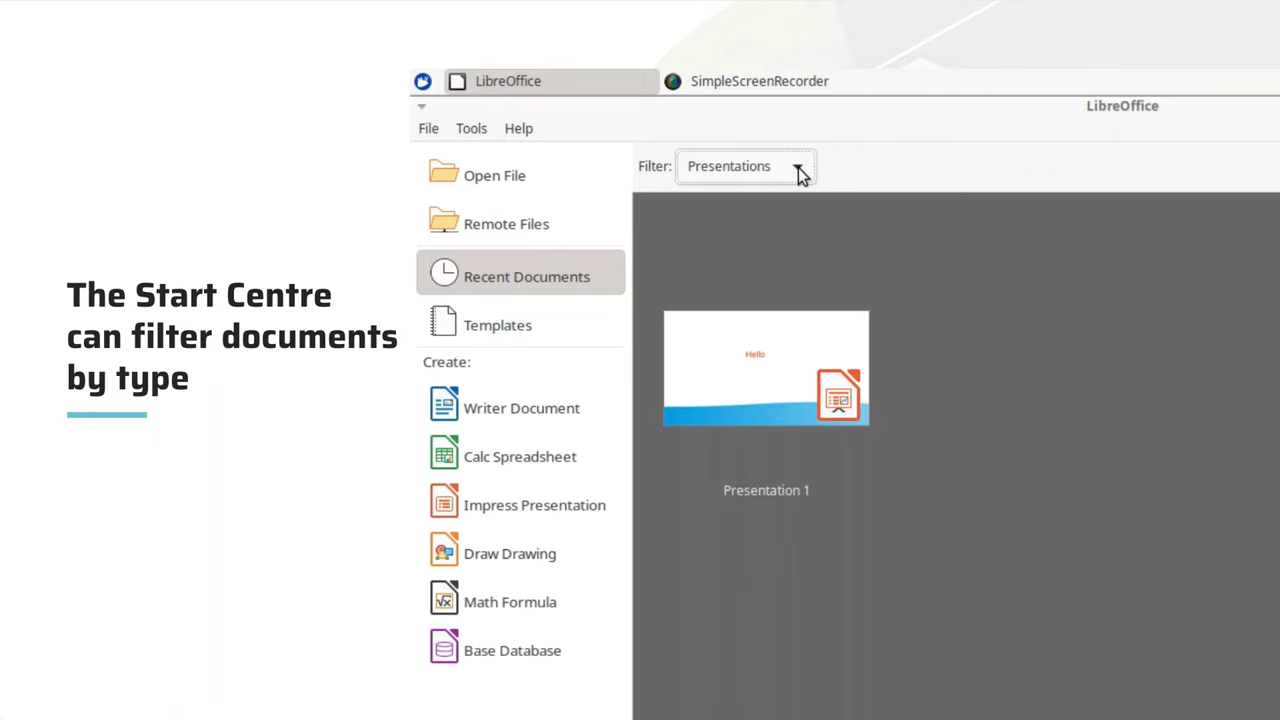 The Start Centre
can filter documents
by type
LibreOffice
SimpleScreenRecorder
LibreOffice
File Tools Help
Open File
Remote Files
Recent Documents
Templates
Create:
Writer Document
Calc Spreadsheet
Impress Presentation
Draw Drawing
Math Formula
Base Database
Filter: Presentations
Hello
Presentation 1